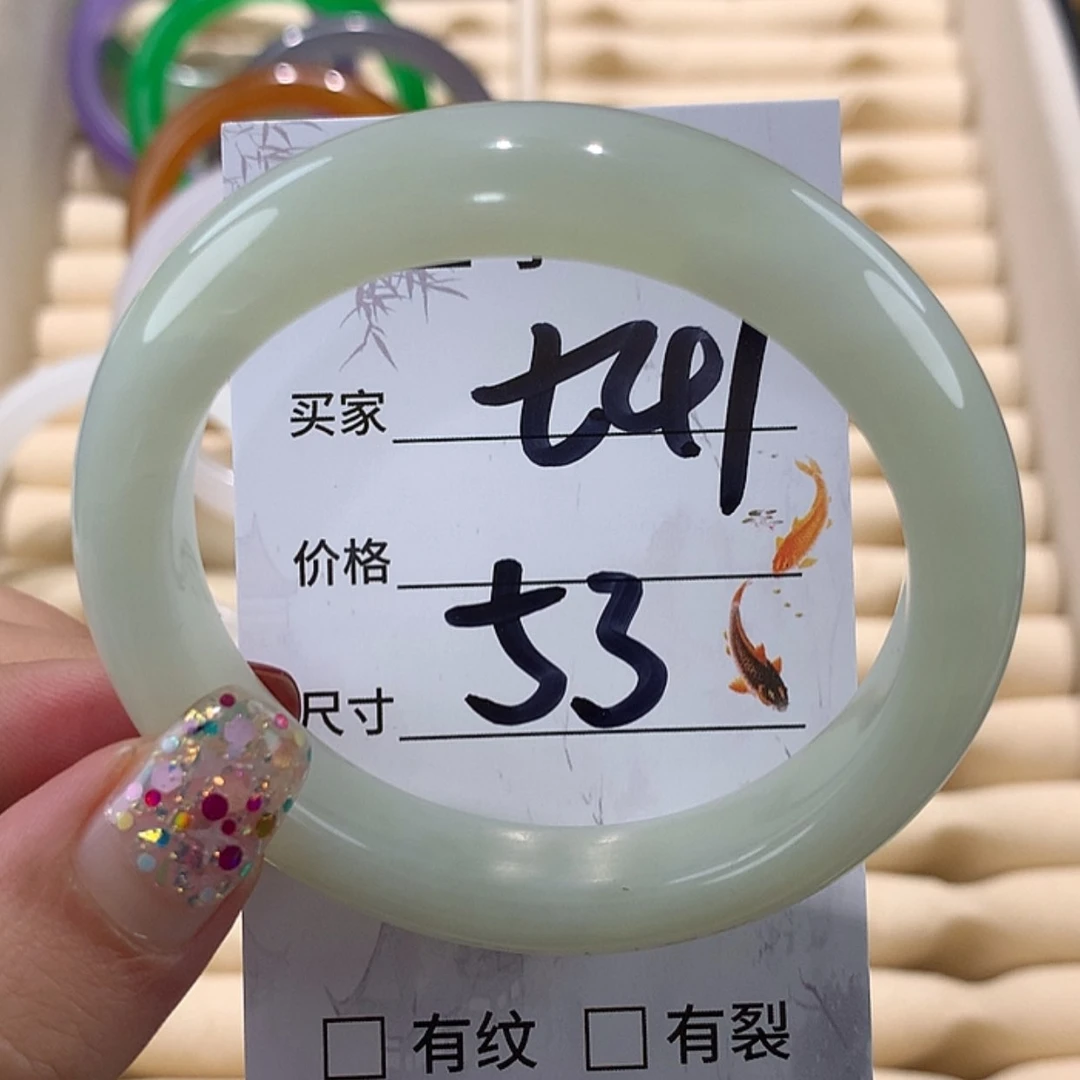 买家
价格
尺寸 53
□ 有纹 □ 有裂